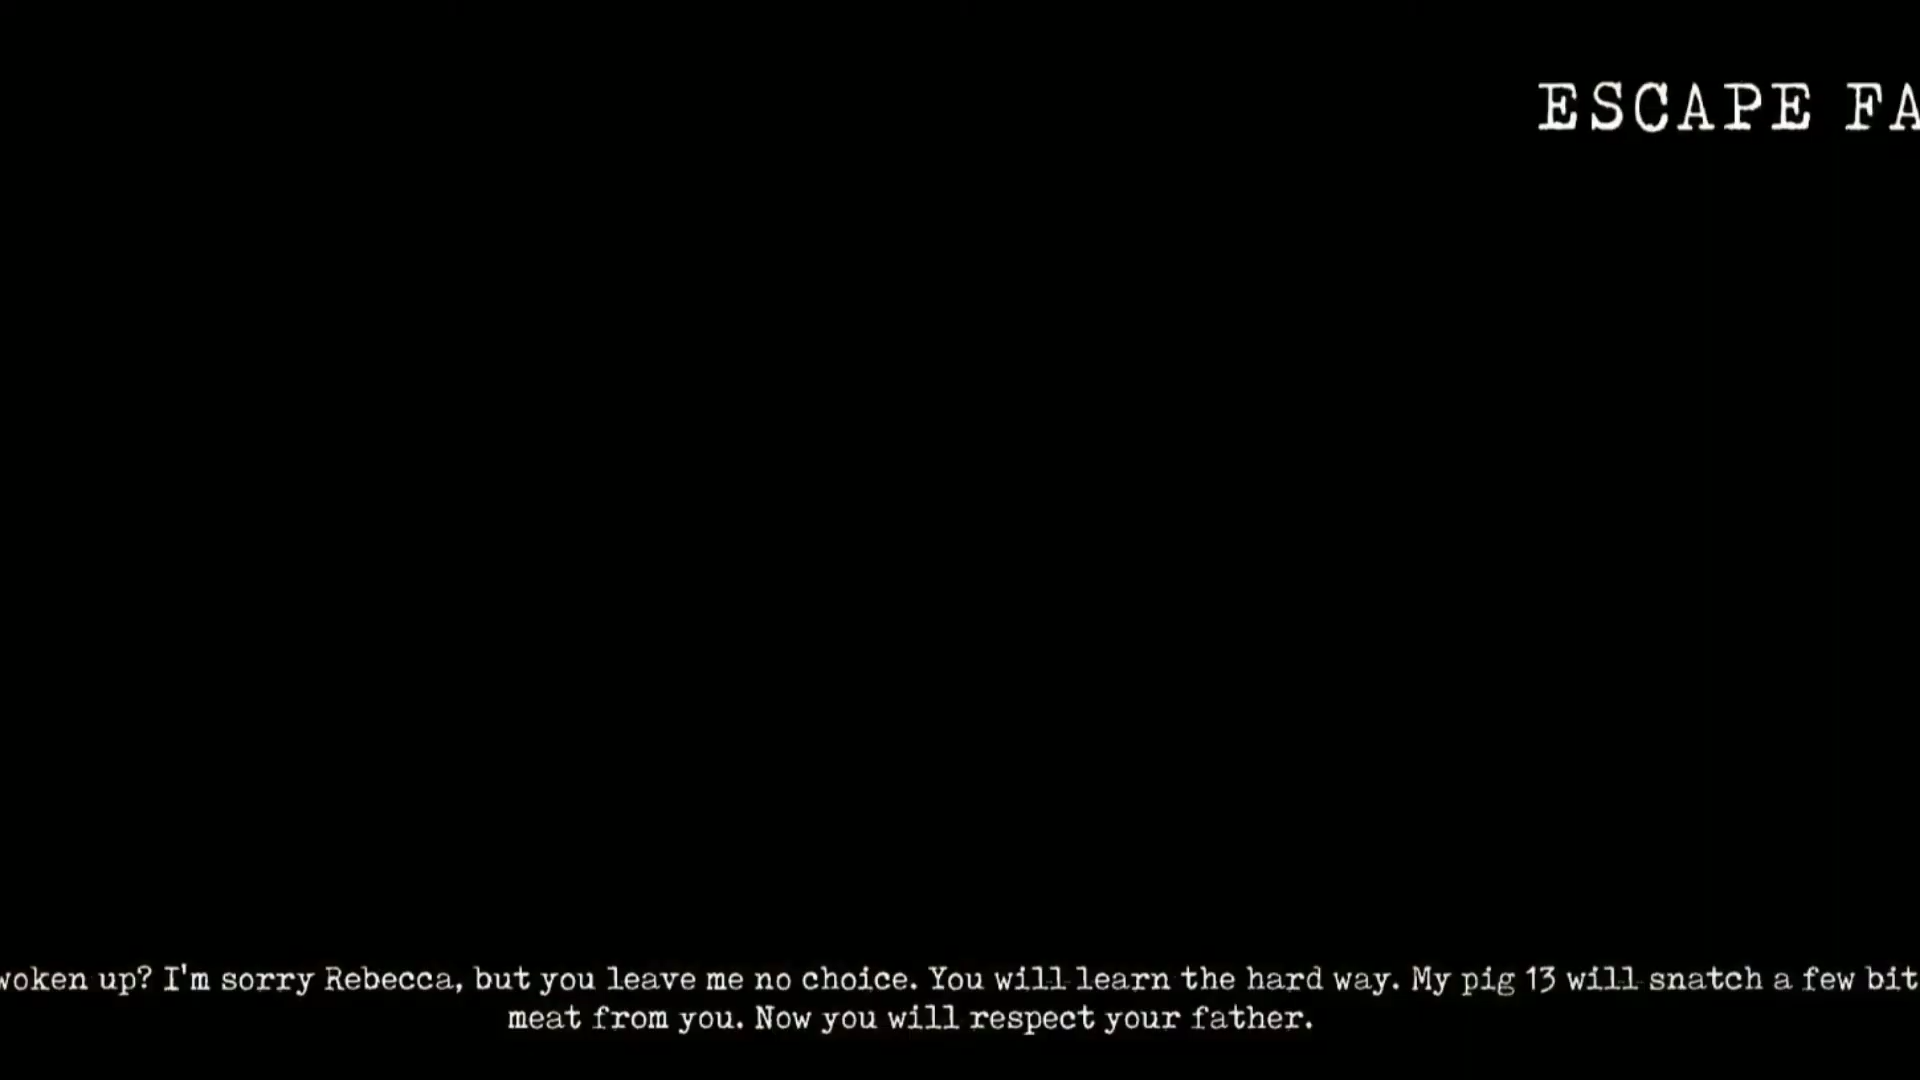 ESCAPE FA
woken up? I'm sorry Rebecca, but you leave me no choice. You will learn the hard way. My pig 13 will snatch a few bit
meat from you. Now you will respect your father.